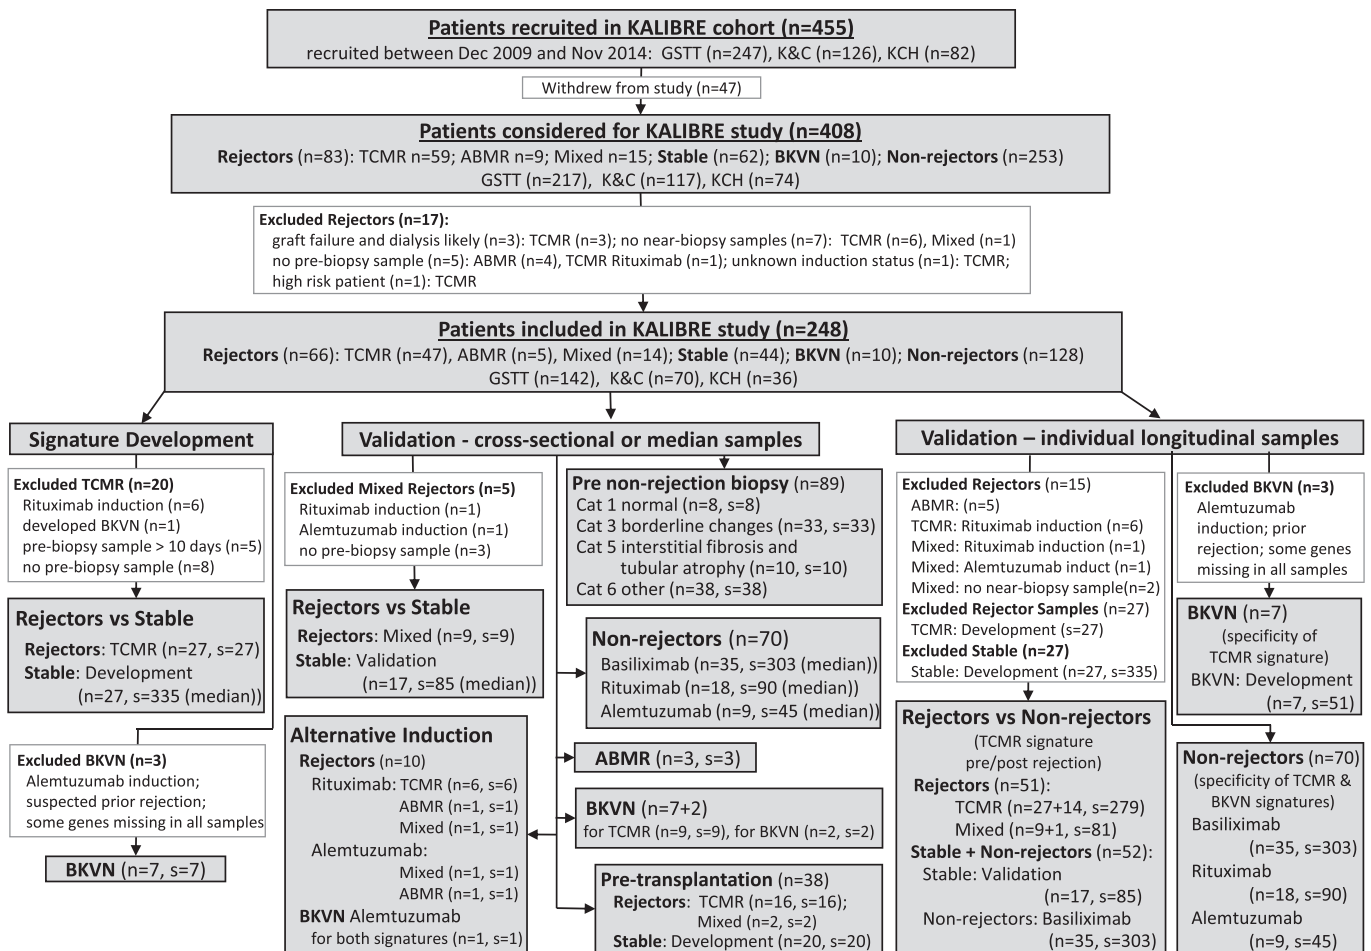 Patients recruited in KALIBRE cohort (n=455)
recruited between Dec 2009 and Nov 2014: GSTT (n=247), K&C (n=126), KCH (n=82)
Withdrew from study (n=47)
Patients considered for KALIBRE study (n=408)
Rejectors (n=83): TCMR n=59; ABMR n=9; Mixed n=15; Stable (n=62); BKVN (n=10); Non-rejectors (n=253)
GSTT (n=217), K&C (n=117), KCH (n=74)
Excluded Rejectors (n=17):
graft failure and dialysis likely (n=3): TCMR (n=3); no near-biopsy samples (n=7): TCMR (n=6), Mixed (n=1)
no pre-biopsy sample (n=5): ABMR (n=4), TCMR Rituximab (n=1); unknown induction status (n=1): TCMR;
high risk patient (n=1): TCMR
Patients included in KALIBRE study (n=248)
Rejectors (n=66): TCMR (n=47), ABMR (n=5), Mixed (n=14); Stable (n=44); BKVN (n=10); Non-rejectors (n=128)
GSTT (n=142), K&C (n=70), KCH (n=36)
Signature Development
Excluded TCMR (n=20)
Rituximab induction (n=6)
developed BKVN (n=1)
pre-biopsy sample > 10 days (n=5)
no pre-biopsy sample (n=8)
Rejectors vs Stable
Rejectors: TCMR (n=27, s=27)
Stable: Development
(n=27, s=335 (median))
Excluded BKVN (n=3)
Alemtuzumab induction;
suspected prior rejection;
some genes missing in all samples
BKVN (n=7, s=7)
Validation - cross-sectional or median samples
Excluded Mixed Rejectors (n=5)
Rituximab induction (n=1)
Alemtuzumab induction (n=1)
no pre-biopsy sample (n=3)
Rejectors vs Stable
Rejectors: Mixed (n=9, s=9)
Stable: Validation
(n=17, s=85 (median))
Alternative Induction
Rejectors (n=10)
Rituximab: TCMR (n=6, s=6)
ABMR (n=1, s=1)
Mixed (n=1, s=1)
Alemtuzumab:
Mixed (n=1, s=1)
ABMR (n=1, s=1)
BKVN Alemtuzumab
for both signatures (n=1, s=1)
Pre non-rejection biopsy (n=89)
Cat 1 normal (n=8, s=8)
Cat 3 borderline changes (n=33, s=33)
Cat 5 interstitial fibrosis and
tubular atrophy (n=10, s=10)
Cat 6 other (n=38, s=38)
Non-rejectors (n=70)
Basiliximab (n=35, s=303 (median))
Rituximab (n=18, s=90 (median))
Alemtuzumab (n=9, s=45 (median))
ABMR (n=3, s=3)
BKVN (n=7+2)
for TCMR (n=9, s=9), for BKVN (n=2, s=2)
Pre-transplantation (n=38)
Rejectors: TCMR (n=16, s=16);
Mixed (n=2, s=2)
Stable: Development (n=20, s=20)
Validation – individual longitudinal samples
Excluded Rejectors (n=15)
ABMR: (n=5)
TCMR: Rituximab induction (n=6)
Mixed: Rituximab induction (n=1)
Mixed: Alemtuzumab induct (n=1)
Mixed: no near-biopsy sample(n=2)
Excluded Rejector Samples (n=27)
TCMR: Development (s=27)
Excluded Stable (n=27)
Stable: Development (n=27, s=335)
Rejectors vs Non-rejectors
(TCMR signature
pre/post rejection)
Rejectors (n=51):
TCMR (n=27+14, s=279)
Mixed (n=9+1, s=81)
Stable + Non-rejectors (n=52):
Stable: Validation
(n=17, s=85)
Non-rejectors: Basiliximab
(n=35, s=303)
Excluded BKVN (n=3)
Alemtuzumab
induction; prior
rejection; some genes
missing in all samples
BKVN (n=7)
(specificity of
TCMR signature)
BKVN: Development
(n=7, s=51)
Non-rejectors (n=70)
(specificity of TCMR &
BKVN signatures)
Basiliximab
(n=35, s=303)
Rituximab
(n=18, s=90)
Alemtuzumab
(n=9, s=45)